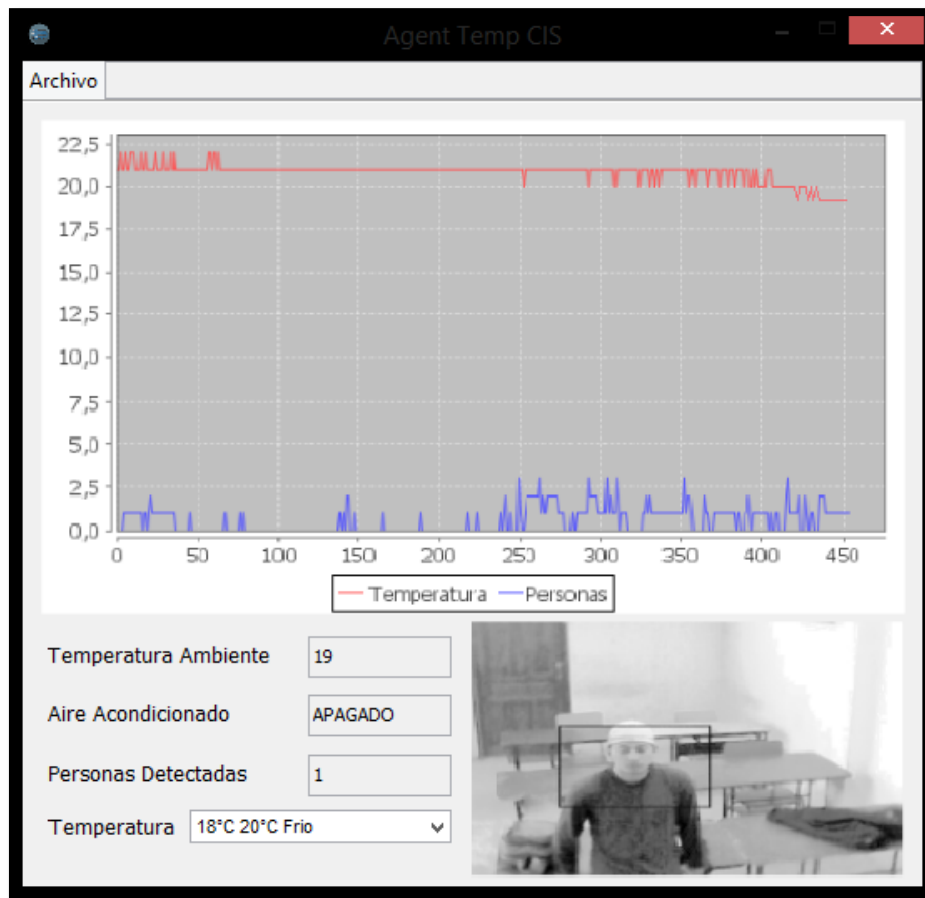 Agent Temp CIS
Archivo
22,5
20,0
17,5
15,0
12,5
10,0
7,5
5,0
2,5
0,0
0 50 100 150 200 250 300 350 400 450
Temperatura Personas
Temperatura Ambiente 19
Aire Acondicionado APAGADO
Personas Detectadas 1
Temperatura 18°C 20°C Frio